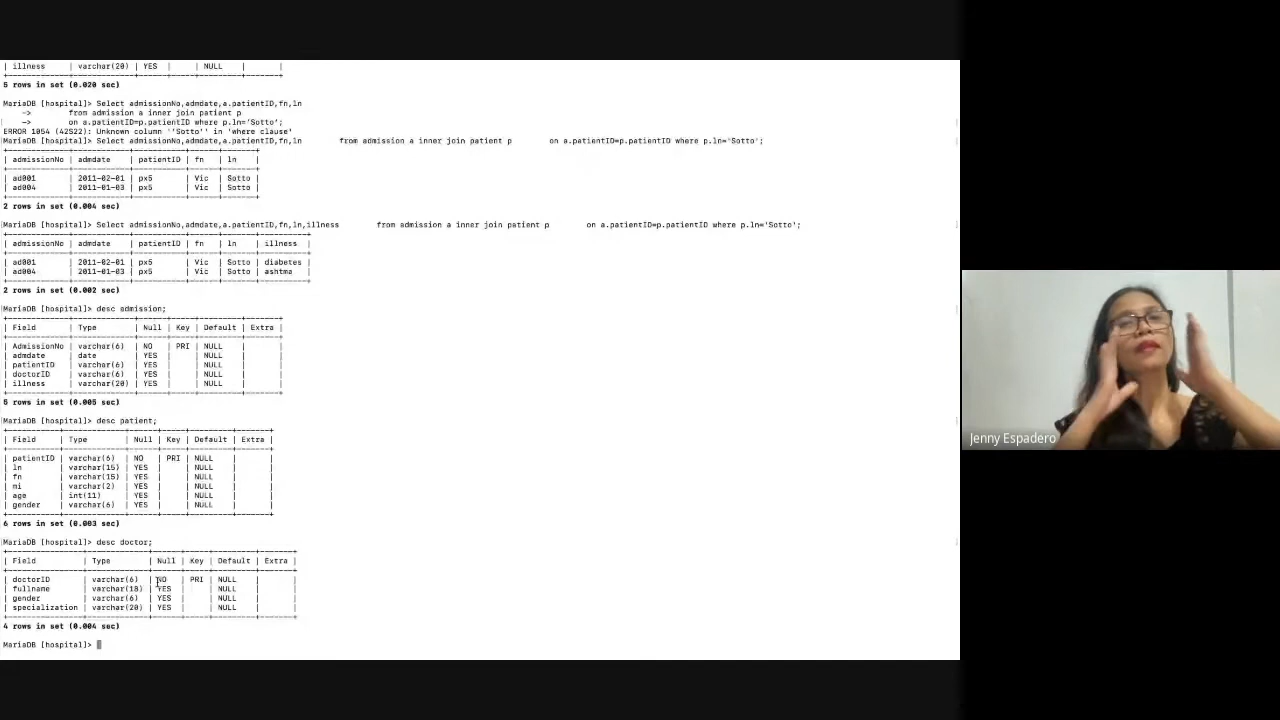 | illness   | varchar(20) | YES  |     | NULL    |       |
+-----------+-------------+------+-----+---------+-------+
5 rows in set (0.020 sec)
MariaDB [hospital]> Select admissionNo,admdate,a.patientID,fn,ln
    ->        from admission a inner join patient p
    ->        on a.patientID=p.patientID where p.ln='Sotto';
ERROR 1054 (42S22): Unknown column ''Sotto'' in 'where clause'
MariaDB [hospital]> Select admissionNo,admdate,a.patientID,fn,ln        from admission a inner join patient p        on a.patientID=p.patientID where p.ln='Sotto';
+-------------+------------+-----------+------+-------+
| admissionNo | admdate    | patientID | fn   | ln    |
+-------------+------------+-----------+------+-------+
| ad001       | 2011-02-01 | px5       | Vic  | Sotto |
| ad004       | 2011-01-03 | px5       | Vic  | Sotto |
+-------------+------------+-----------+------+-------+
2 rows in set (0.004 sec)
MariaDB [hospital]> Select admissionNo,admdate,a.patientID,fn,ln,illness        from admission a inner join patient p        on a.patientID=p.patientID where p.ln='Sotto';
+-------------+------------+-----------+------+-------+----------+
| admissionNo | admdate    | patientID | fn   | ln    | illness  |
+-------------+------------+-----------+------+-------+----------+
| ad001       | 2011-02-01 | px5       | Vic  | Sotto | diabetes |
| ad004       | 2011-01-03 | px5       | Vic  | Sotto | ashtma   |
+-------------+------------+-----------+------+-------+----------+
2 rows in set (0.002 sec)
MariaDB [hospital]> desc admission;
+-------------+-------------+------+-----+---------+-------+
| Field       | Type        | Null | Key | Default | Extra |
+-------------+-------------+------+-----+---------+-------+
| AdmissionNo | varchar(6)  | NO   | PRI | NULL    |       |
| admdate     | date        | YES  |     | NULL    |       |
| patientID   | varchar(6)  | YES  |     | NULL    |       |
| doctorID    | varchar(6)  | YES  |     | NULL    |       |
| illness     | varchar(20) | YES  |     | NULL    |       |
+-------------+-------------+------+-----+---------+-------+
5 rows in set (0.005 sec)
MariaDB [hospital]> desc patient;
+-----------+-------------+------+-----+---------+-------+
| Field     | Type        | Null | Key | Default | Extra |
+-----------+-------------+------+-----+---------+-------+
| patientID | varchar(6)  | NO   | PRI | NULL    |       |
| ln        | varchar(15) | YES  |     | NULL    |       |
| fn        | varchar(15) | YES  |     | NULL    |       |
| mi        | varchar(2)  | YES  |     | NULL    |       |
| age       | int(11)     | YES  |     | NULL    |       |
| gender    | varchar(6)  | YES  |     | NULL    |       |
+-----------+-------------+------+-----+---------+-------+
6 rows in set (0.003 sec)
MariaDB [hospital]> desc doctor;
+----------------+-------------+------+-----+---------+-------+
| Field          | Type        | Null | Key | Default | Extra |
+----------------+-------------+------+-----+---------+-------+
| doctorID       | varchar(6)  | NO   | PRI | NULL    |       |
| fullname       | varchar(18) | YES  |     | NULL    |       |
| gender         | varchar(6)  | YES  |     | NULL    |       |
| specialization | varchar(20) | YES  |     | NULL    |       |
+----------------+-------------+------+-----+---------+-------+
4 rows in set (0.004 sec)
MariaDB [hospital]>
Jenny Espadero